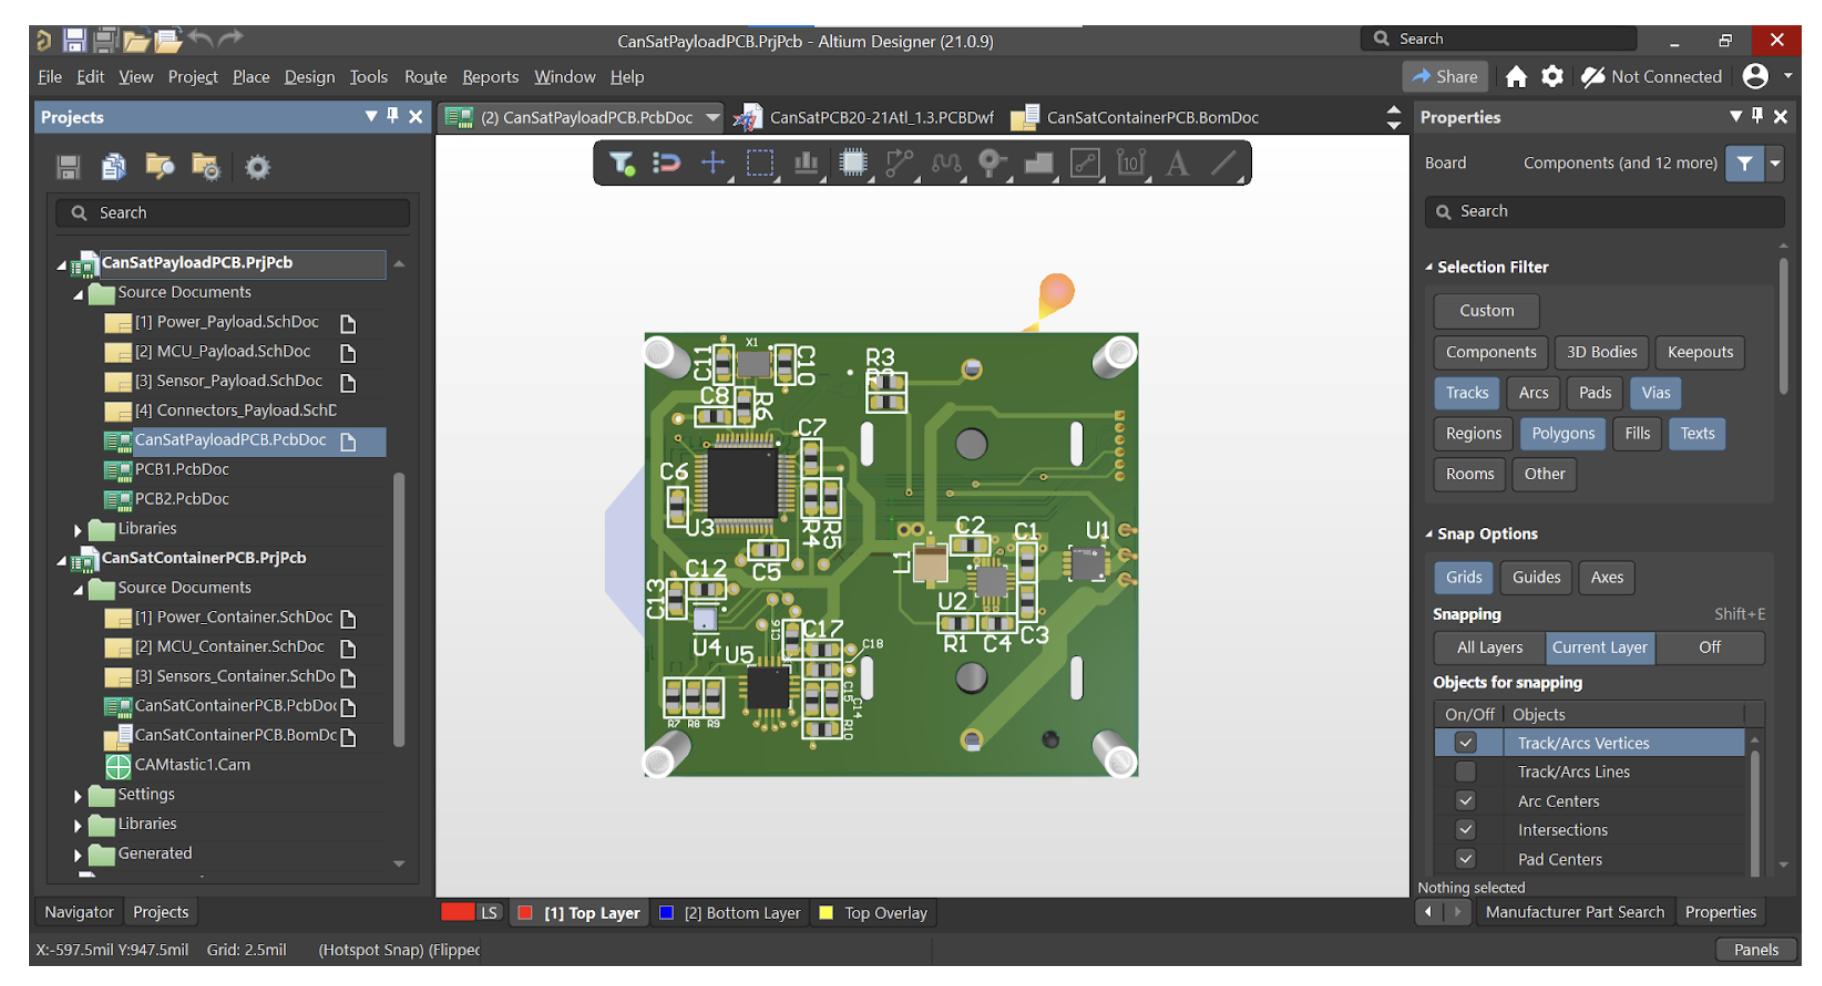 CanSatPayloadPCB.PrjPcb - Altium Designer (21.0.9)
Search
File Edit View Project Place Design Tools Route Reports Window Help
Share
Not Connected
Projects
(2) CanSatPayloadPCB.PcbDoc
CanSatPCB20-21Atl_1.3.PCBDwf
CanSatContainerPCB.BomDoc
Properties
Search
CanSatPayloadPCB.PrjPcb
Source Documents
[1] Power_Payload.SchDoc
[2] MCU_Payload.SchDoc
[3] Sensor_Payload.SchDoc
[4] Connectors_Payload.SchD
CanSatPayloadPCB.PcbDoc
PCB1.PcbDoc
PCB2.PcbDoc
Libraries
CanSatContainerPCB.PrjPcb
Source Documents
[1] Power_Container.SchDoc
[2] MCU_Container.SchDoc
[3] Sensors_Container.SchDo
CanSatContainerPCB.PcbDoc
CanSatContainerPCB.BomDc
CAMtastic1.Cam
Settings
Libraries
Generated
Navigator Projects
10
A
C11
X1
C10
R3
C8
R6
C7
C6
U3
R4
R5
C5
C12
C13
U4
U5
C16
C17
C18
C15
C14
R10
R7 R8 R9
L1
C2
C1
U1
U2
R1 C4 C3
LS
[1] Top Layer
[2] Bottom Layer
Top Overlay
Board
Components (and 12 more)
Search
Selection Filter
Custom
Components 3D Bodies Keepouts
Tracks Arcs Pads Vias
Regions Polygons Fills Texts
Rooms Other
Snap Options
Grids Guides Axes
Snapping Shift+E
All Layers Current Layer Off
Objects for snapping
On/Off Objects
Track/Arcs Vertices
Track/Arcs Lines
Arc Centers
Intersections
Pad Centers
Nothing selected
Manufacturer Part Search Properties
X:-597.5mil Y:947.5mil Grid: 2.5mil (Hotspot Snap) (Flipped
Panels